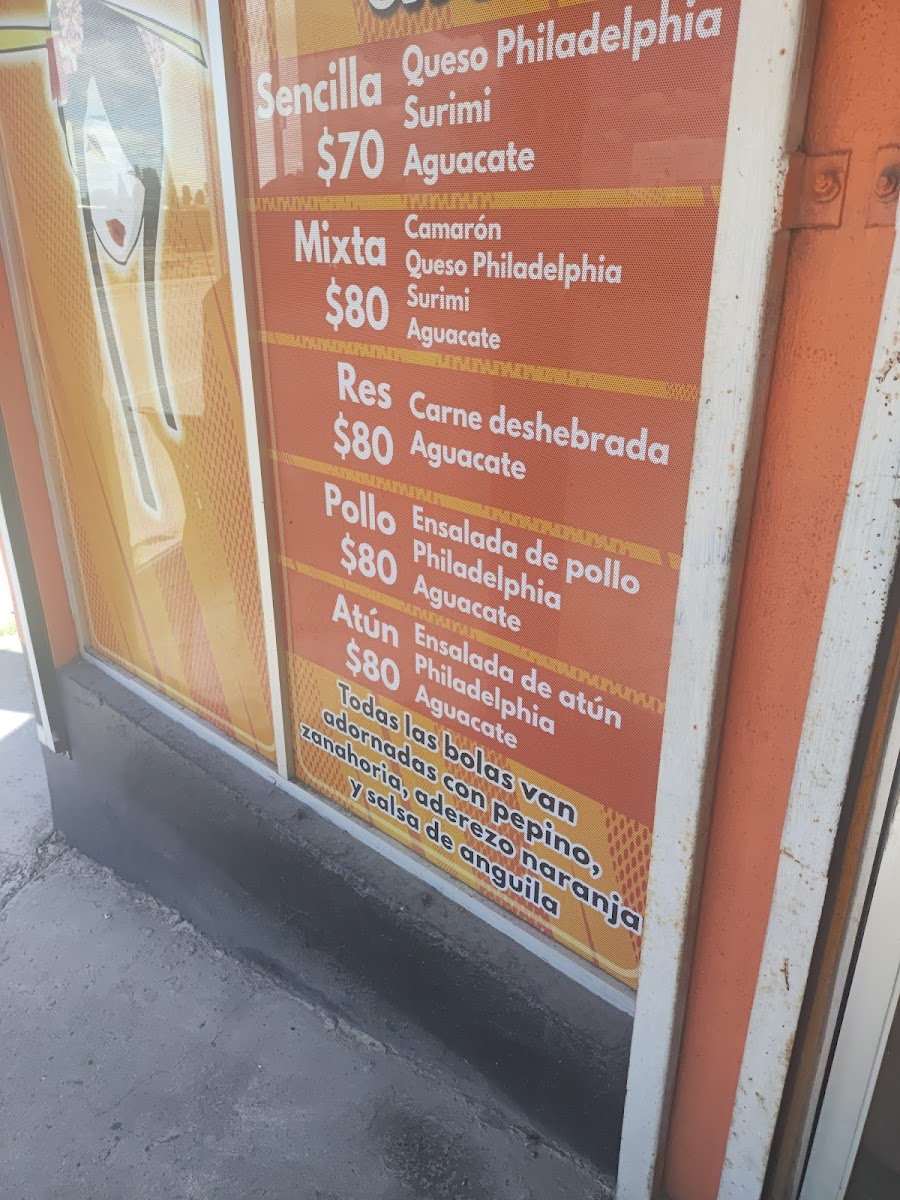 Sencilla
$70
Queso Philadelphia
Surimi
Aguacate
Mixta
$80
Camarón
Queso Philadelphia
Surimi
Aguacate
Res
$80
Carne deshebrada
Aguacate
Pollo
$80
Ensalada de pollo
Philadelphia
Aguacate
Atún
$80
Ensalada de atún
Philadelphia
Aguacate
Todas las bolas van
adornadas con pepino,
zanahoria, aderezo naranja
y salsa de anguila